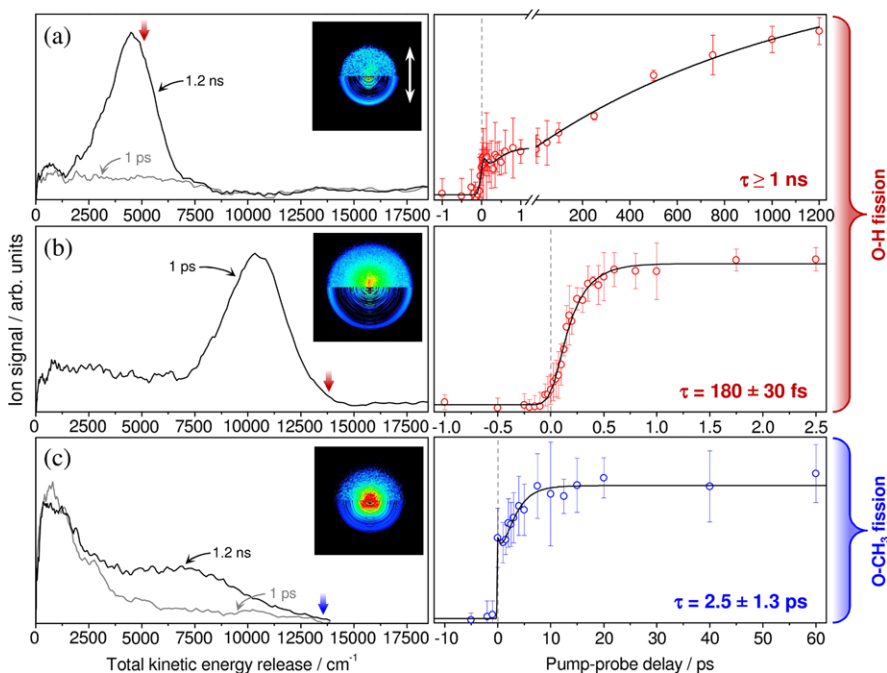 (a)
1.2 ns
1 ps
0 2500 5000 7500 10000 12500 15000 17500
-1 0 1 200 400 600 800 1000 1200
τ ≥ 1 ns
(b)
1 ps
0 2500 5000 7500 10000 12500 15000 17500
-1.0 -0.5 0.0 0.5 1.0 1.5 2.0 2.5
τ = 180 ± 30 fs
(c)
1.2 ns
1 ps
0 2500 5000 7500 10000 12500 15000 17500
-10 0 10 20 30 40 50 60
τ = 2.5 ± 1.3 ps
Ion signal / arb. units
Total kinetic energy release / cm⁻¹
Pump-probe delay / ps
O-H fission
O-CH₃ fission